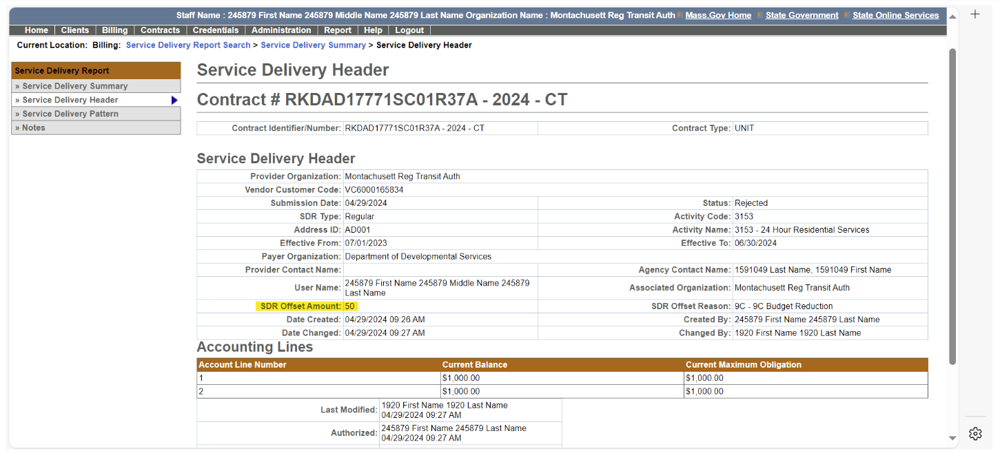 Staff Name : 245879 First Name 245879 Middle Name 245879 Last Name Organization Name : Montachusett Reg Transit Auth Mass.Gov Home State Government State Online Services
Home Clients Billing Contracts Credentials Administration Report Help Logout
Current Location: Billing: Service Delivery Report Search > Service Delivery Summary > Service Delivery Header
Service Delivery Report
» Service Delivery Summary
» Service Delivery Header
» Service Delivery Pattern
» Notes
Service Delivery Header
Contract # RKDAD17771SC01R37A - 2024 - CT
Contract Identifier/Number: RKDAD17771SC01R37A - 2024 - CT Contract Type: UNIT
Service Delivery Header
Provider Organization: Montachusett Reg Transit Auth
Vendor Customer Code: VC6000165834
Submission Date: 04/29/2024 Status: Rejected
SDR Type: Regular Activity Code: 3153
Address ID: AD001 Activity Name: 3153 - 24 Hour Residential Services
Effective From: 07/01/2023 Effective To: 06/30/2024
Payer Organization: Department of Developmental Services
Provider Contact Name: Agency Contact Name: 1591049 Last Name, 1591049 First Name
User Name: 245879 First Name 245879 Middle Name 245879
Last Name Associated Organization: Montachusett Reg Transit Auth
SDR Offset Amount: 50 SDR Offset Reason: 9C - 9C Budget Reduction
Date Created: 04/29/2024 09:26 AM Created By: 245879 First Name 245879 Last Name
Date Changed: 04/29/2024 09:27 AM Changed By: 1920 First Name 1920 Last Name
Accounting Lines
Account Line Number Current Balance Current Maximum Obligation
1 $1,000.00 $1,000.00
2 $1,000.00 $1,000.00
Last Modified: 1920 First Name 1920 Last Name
04/29/2024 09:27 AM
Authorized: 245879 First Name 245879 Last Name
04/29/2024 09:27 AM